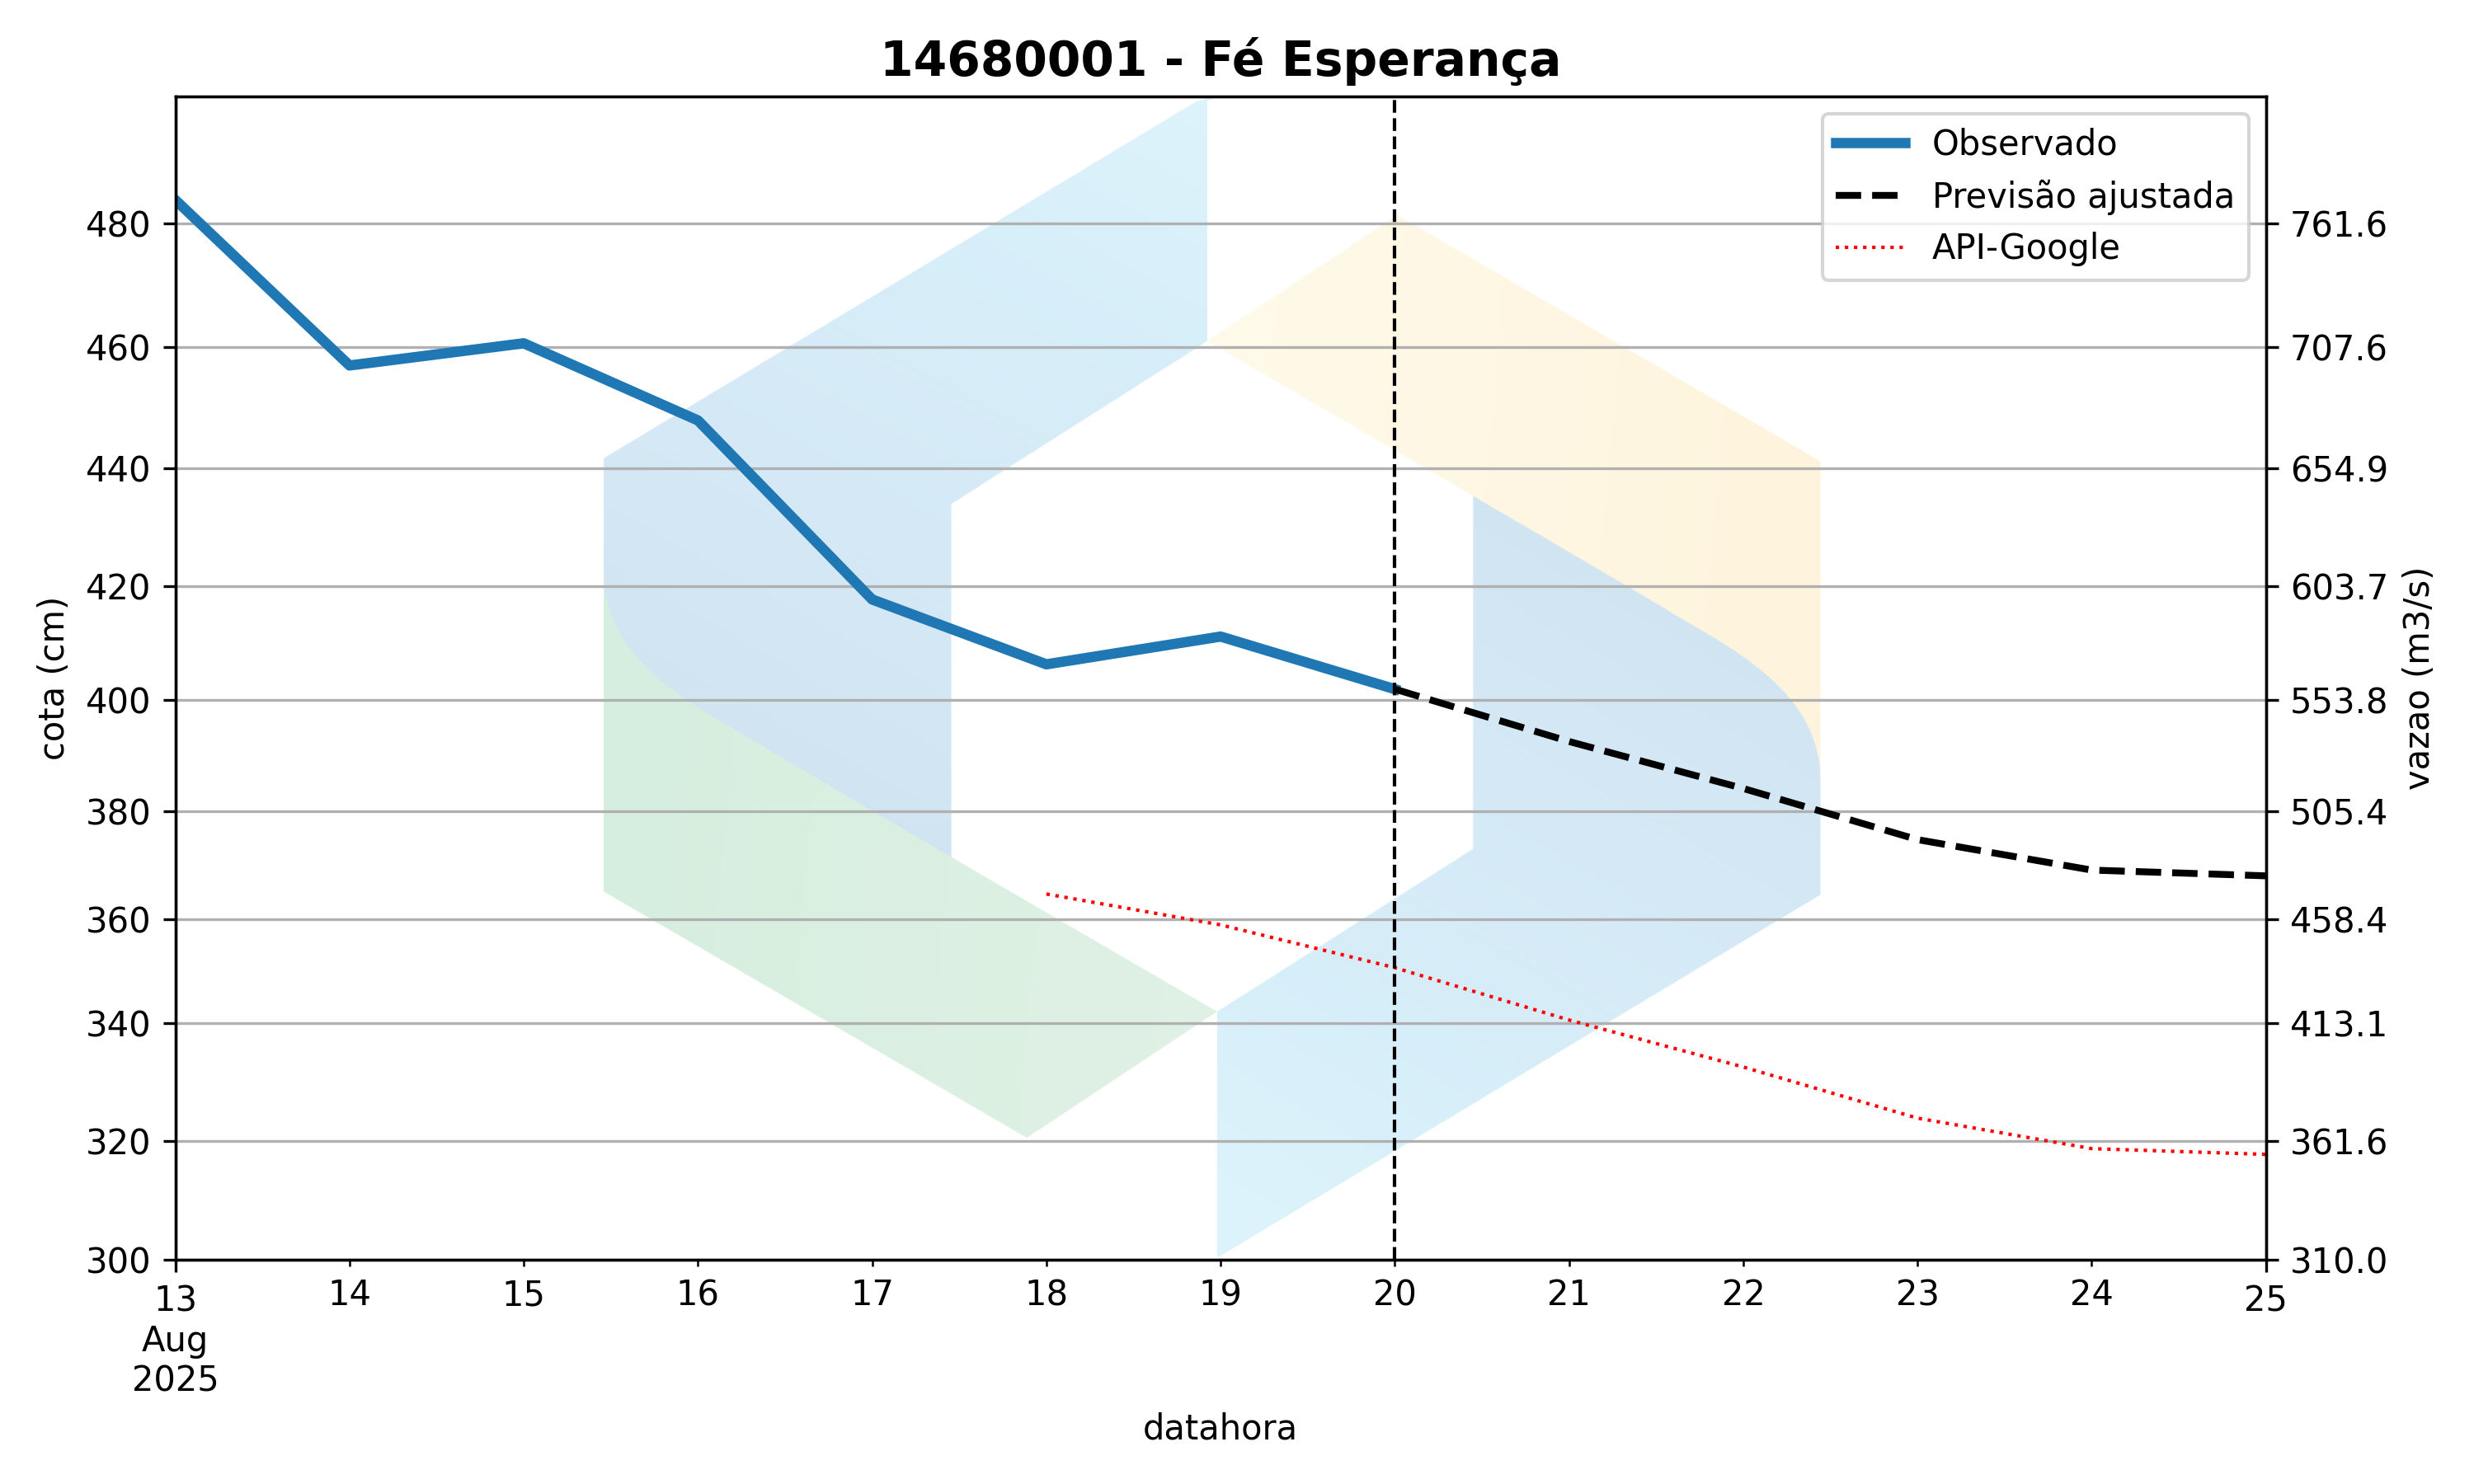 14680001 - Fé Esperança
Observado
Previsão ajustada
API-Google
480
460
440
420
400
380
360
340
320
300
cota (cm)
761.6
707.6
654.9
603.7
553.8
505.4
458.4
413.1
361.6
310.0
vazao (m3/s)
13 14 15 16 17 18 19 20 21 22 23 24 25
Aug
2025
datahora